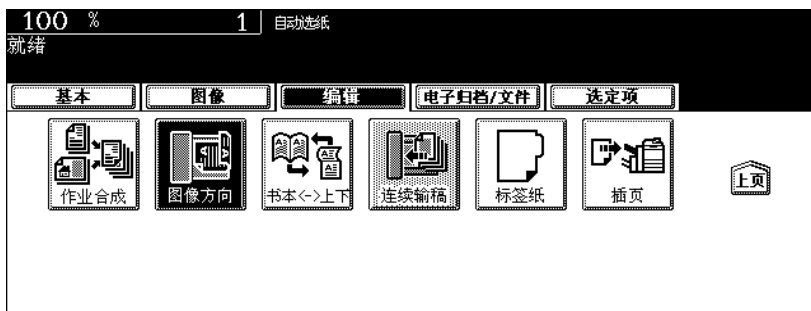 100 % 1 自动选纸
就绪
基本 图像 编辑 电子归档/文件 选定项
作业合成 图像方向 书本<->上下 连续输稿 标签纸 插页 上页